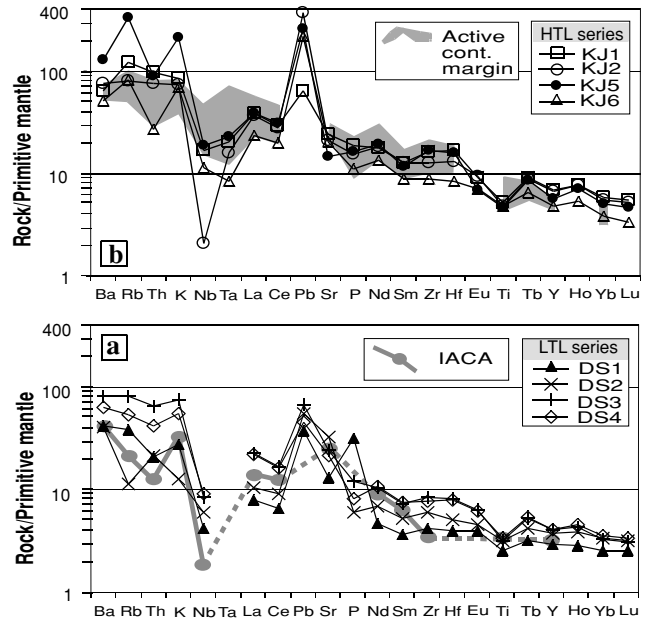 400
100
10
1
Rock/Primitive mantle
b
Active
cont.
margin
HTL series
KJ1
KJ2
KJ5
KJ6
Ba Rb Th K Nb Ta La Ce Pb Sr P Nd Sm Zr Hf Eu Ti Tb Y Ho Yb Lu
400
100
10
1
Rock/Primitive mantle
a
IACA
LTL series
DS1
DS2
DS3
DS4
Ba Rb Th K Nb Ta La Ce Pb Sr P Nd Sm Zr Hf Eu Ti Tb Y Ho Yb Lu